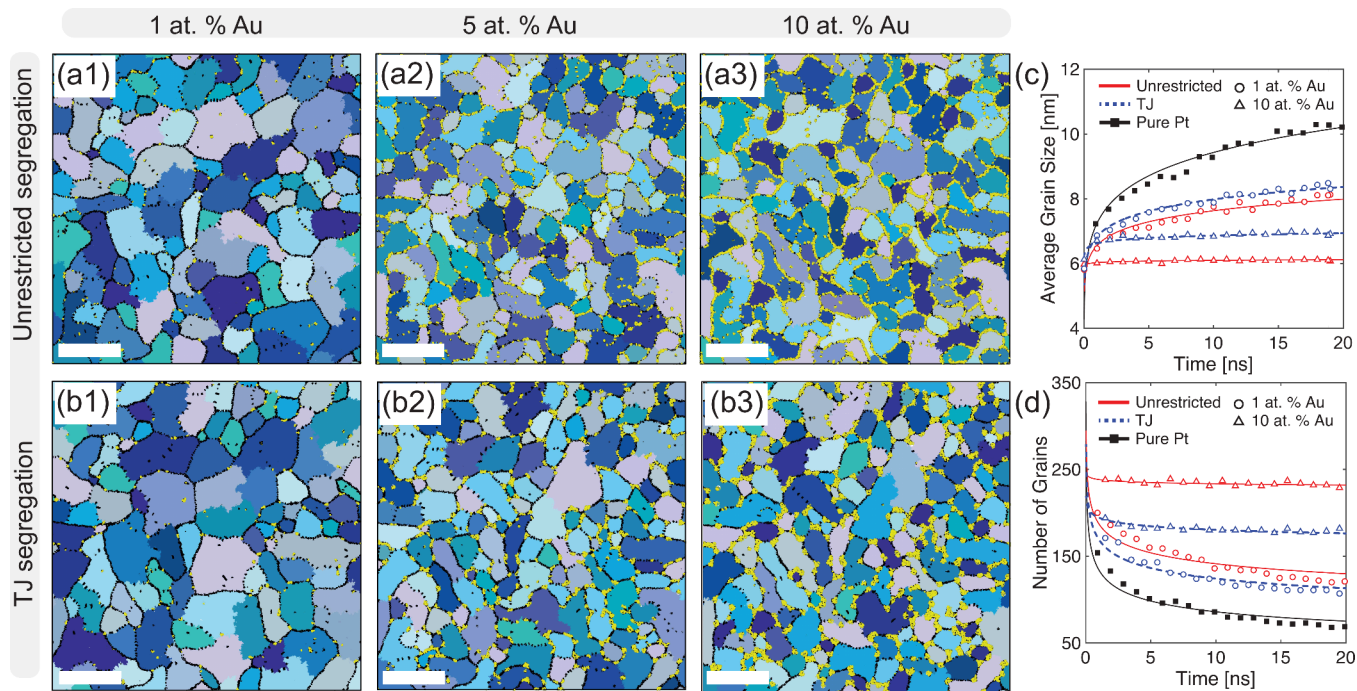 1 at. % Au 5 at. % Au 10 at. % Au
Unrestricted segregation
(a1) (a2) (a3)
TJ segregation
(b1) (b2) (b3)
(c)
Average Grain Size [nm]
12
10
8
6
4
Unrestricted 1 at. % Au
TJ 10 at. % Au
Pure Pt
0 5 10 15 20
Time [ns]
(d)
Number of Grains
350
250
150
50
Unrestricted 1 at. % Au
TJ 10 at. % Au
Pure Pt
0 5 10 15 20
Time [ns]